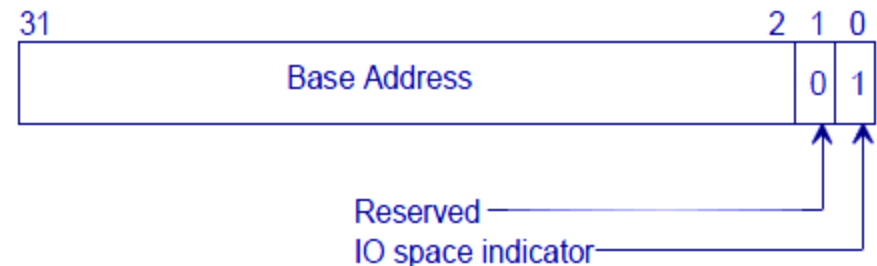 31 2 1 0
Base Address 0 1
Reserved
IO space indicator